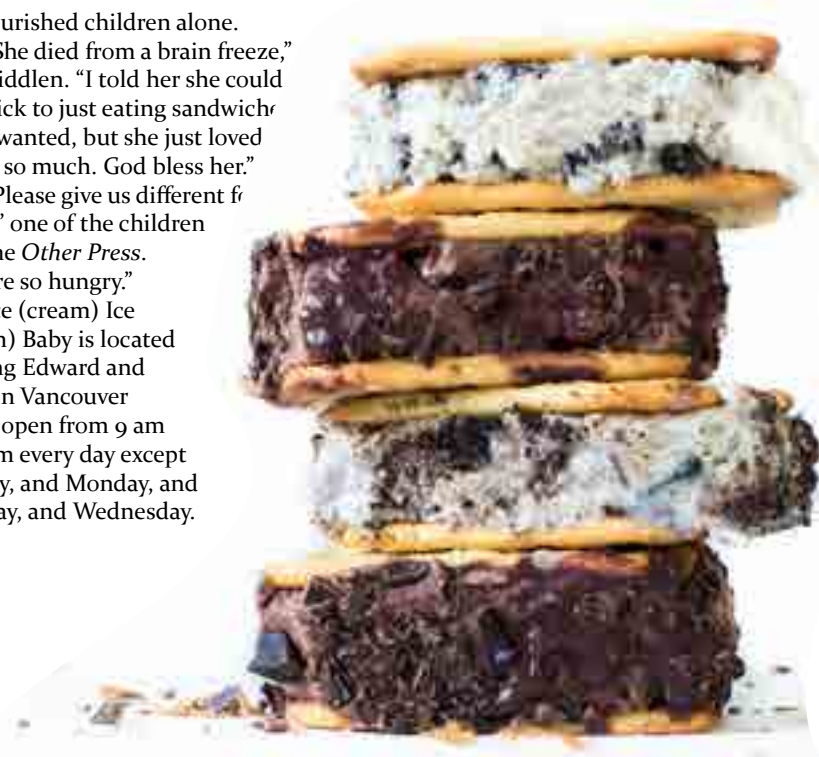 urished children alone.
She died from a brain freeze,”
iddlen. “I told her she could
ick to just eating sandwiche
wanted, but she just loved
so much. God bless her.”
Please give us different f
” one of the children
ne Other Press.
re so hungry.”
e (cream) Ice
m) Baby is located
ng Edward and
n Vancouver
open from 9 am
m every day except
y, and Monday, and
ay, and Wednesday.